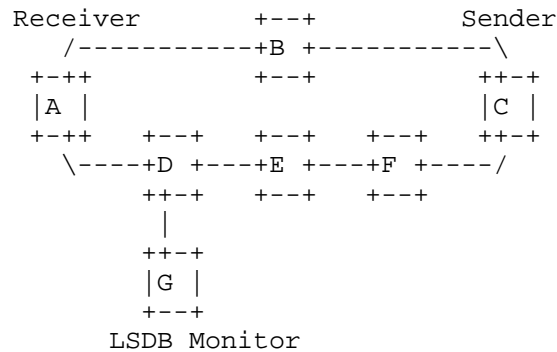 Receiver          +--+          Sender
    /-----------+B +-----------\
  +-++          +--+          ++-+
  |A |                        |C |
  +-++    +--+    +--+   +--+ ++-+
    \----+D +---+E +---+F +----/
         ++-+   +--+   +--+
          |
         ++-+
         |G |
         +--+
      LSDB Monitor